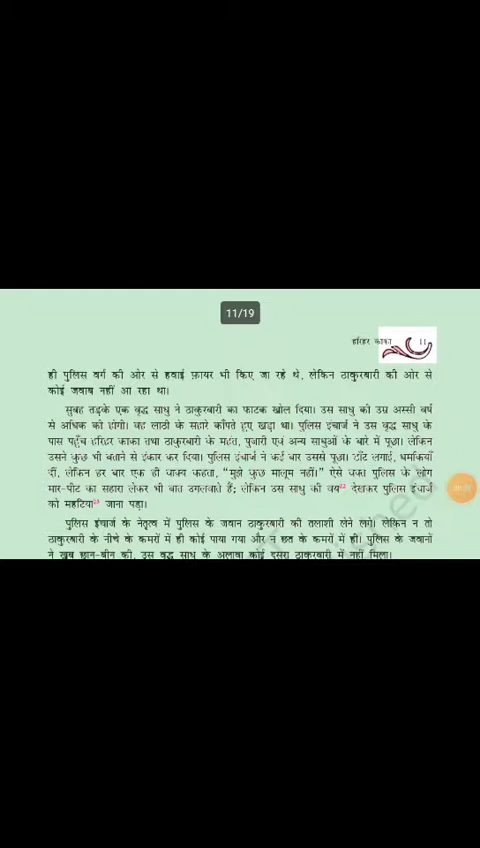 11/19
हरिहर काका 11
ही पुलिस वर्ग की ओर से हवाई फ़ायर भी किए जा रहे थे, लेकिन ठाकुरबारी की ओर से
कोई जवाब नहीं आ रहा था।
सुबह तड़के एक वृद्ध साधु ने ठाकुरबारी का फाटक खोल दिया। उस साधु की उम्र अस्सी वर्ष
से अधिक की होगी। वह लाठी के सहारे काँपते हुए खड़ा था। पुलिस इंचार्ज ने उस वृद्ध साधु के
पास पहुँच हरिहर काका तथा ठाकुरबारी के महंत, पुजारी एवं अन्य साधुओं के बारे में पूछा। लेकिन
उसने कुछ भी बताने से इंकार कर दिया। पुलिस इंचार्ज ने कई बार उससे पूछा। डाँट लगाई, धमकियाँ
दीं, लेकिन हर बार एक ही वाक्य कहता, “मुझे कुछ मालूम नहीं।” ऐसे वक्त पुलिस के लोग
मार-पीट का सहारा लेकर भी बात उगलवाते हैं; लेकिन उस साधु की वय22 देखकर पुलिस इंचार्ज
को महटिया23 जाना पड़ा।
पुलिस इंचार्ज के नेतृत्व में पुलिस के जवान ठाकुरबारी की तलाशी लेने लगे। लेकिन न तो
ठाकुरबारी के नीचे के कमरों में ही कोई पाया गया और न छत के कमरों में ही। पुलिस के जवानों
ने खूब छान-बीन की, उस वृद्ध साधु के अलावा कोई दूसरा ठाकुरबारी में नहीं मिला।